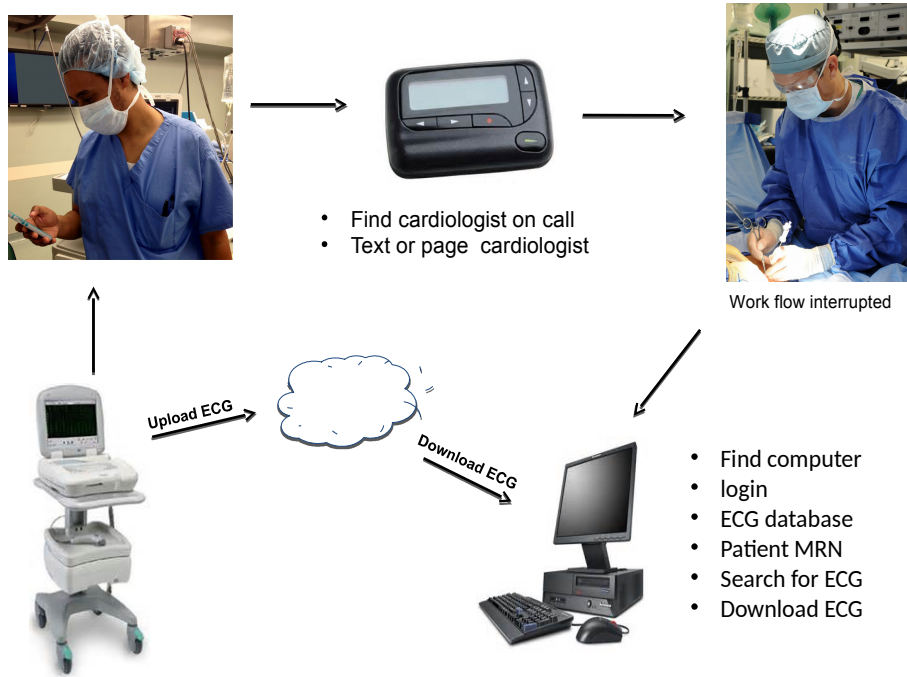 • Find cardiologist on call
• Text or page cardiologist
Work flow interrupted
Upload ECG
Download ECG
• Find computer
• login
• ECG database
• Patient MRN
• Search for ECG
• Download ECG